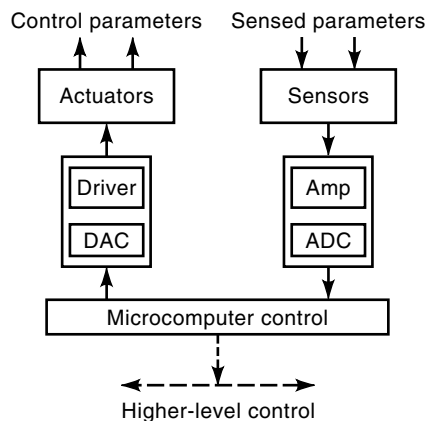 Control parameters
Sensed parameters
Actuators
Sensors
Driver
Amp
DAC
ADC
Microcomputer control
Higher-level control